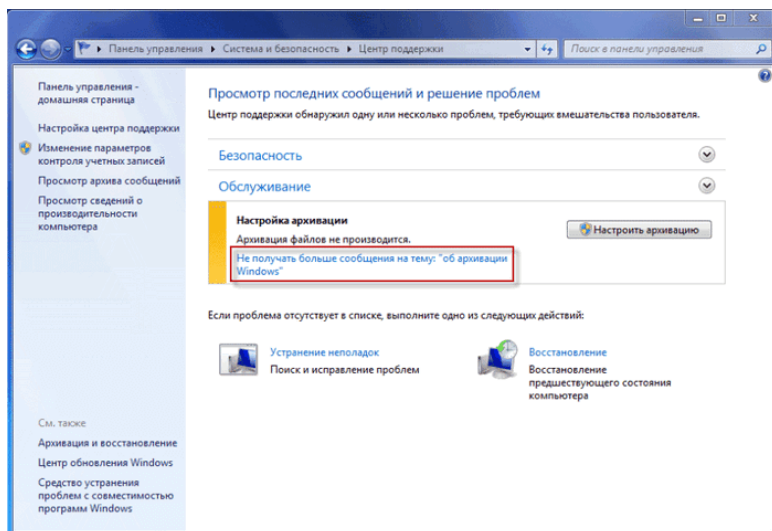 Панель управления ▸ Система и безопасность ▸ Центр поддержки
Поиск в панели управления
Панель управления -
домашняя страница
Настройка центра поддержки
Изменение параметров
контроля учетных записей
Просмотр архива сообщений
Просмотр сведений о
производительности
компьютера
Просмотр последних сообщений и решение проблем
Центр поддержки обнаружил одну или несколько проблем, требующих вмешательства пользователя.
Безопасность
Обслуживание
Настройка архивации
Архивация файлов не производится.
Не получать больше сообщения на тему: "об архивации
Windows"
Настроить архивацию
Если проблема отсутствует в списке, выполните одно из следующих действий:
Устранение неполадок
Поиск и исправление проблем
Восстановление
Восстановление
предшествующего состояния
компьютера
См. также
Архивация и восстановление
Центр обновления Windows
Средство устранения
проблем с совместимостью
программ Windows